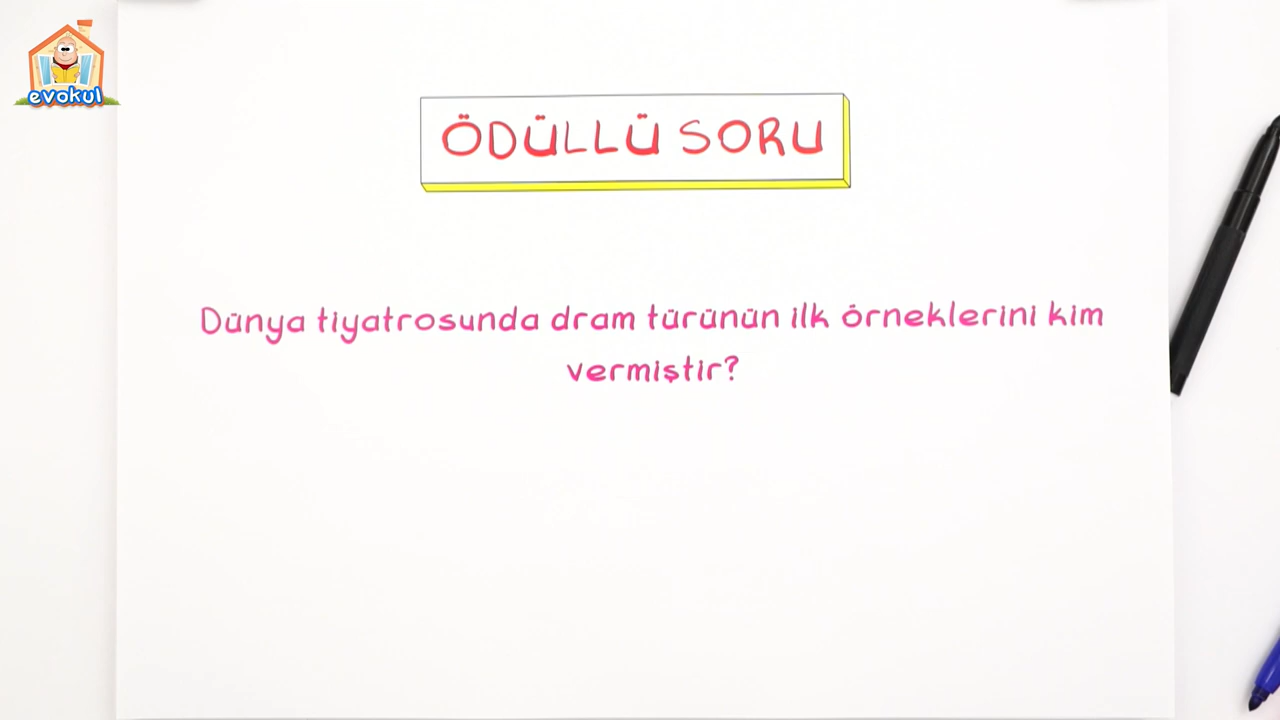 evokul
ÖDÜLLÜ SORU
Dünya tiyatrosunda dram türünün ilk örneklerini kim
vermiştir?